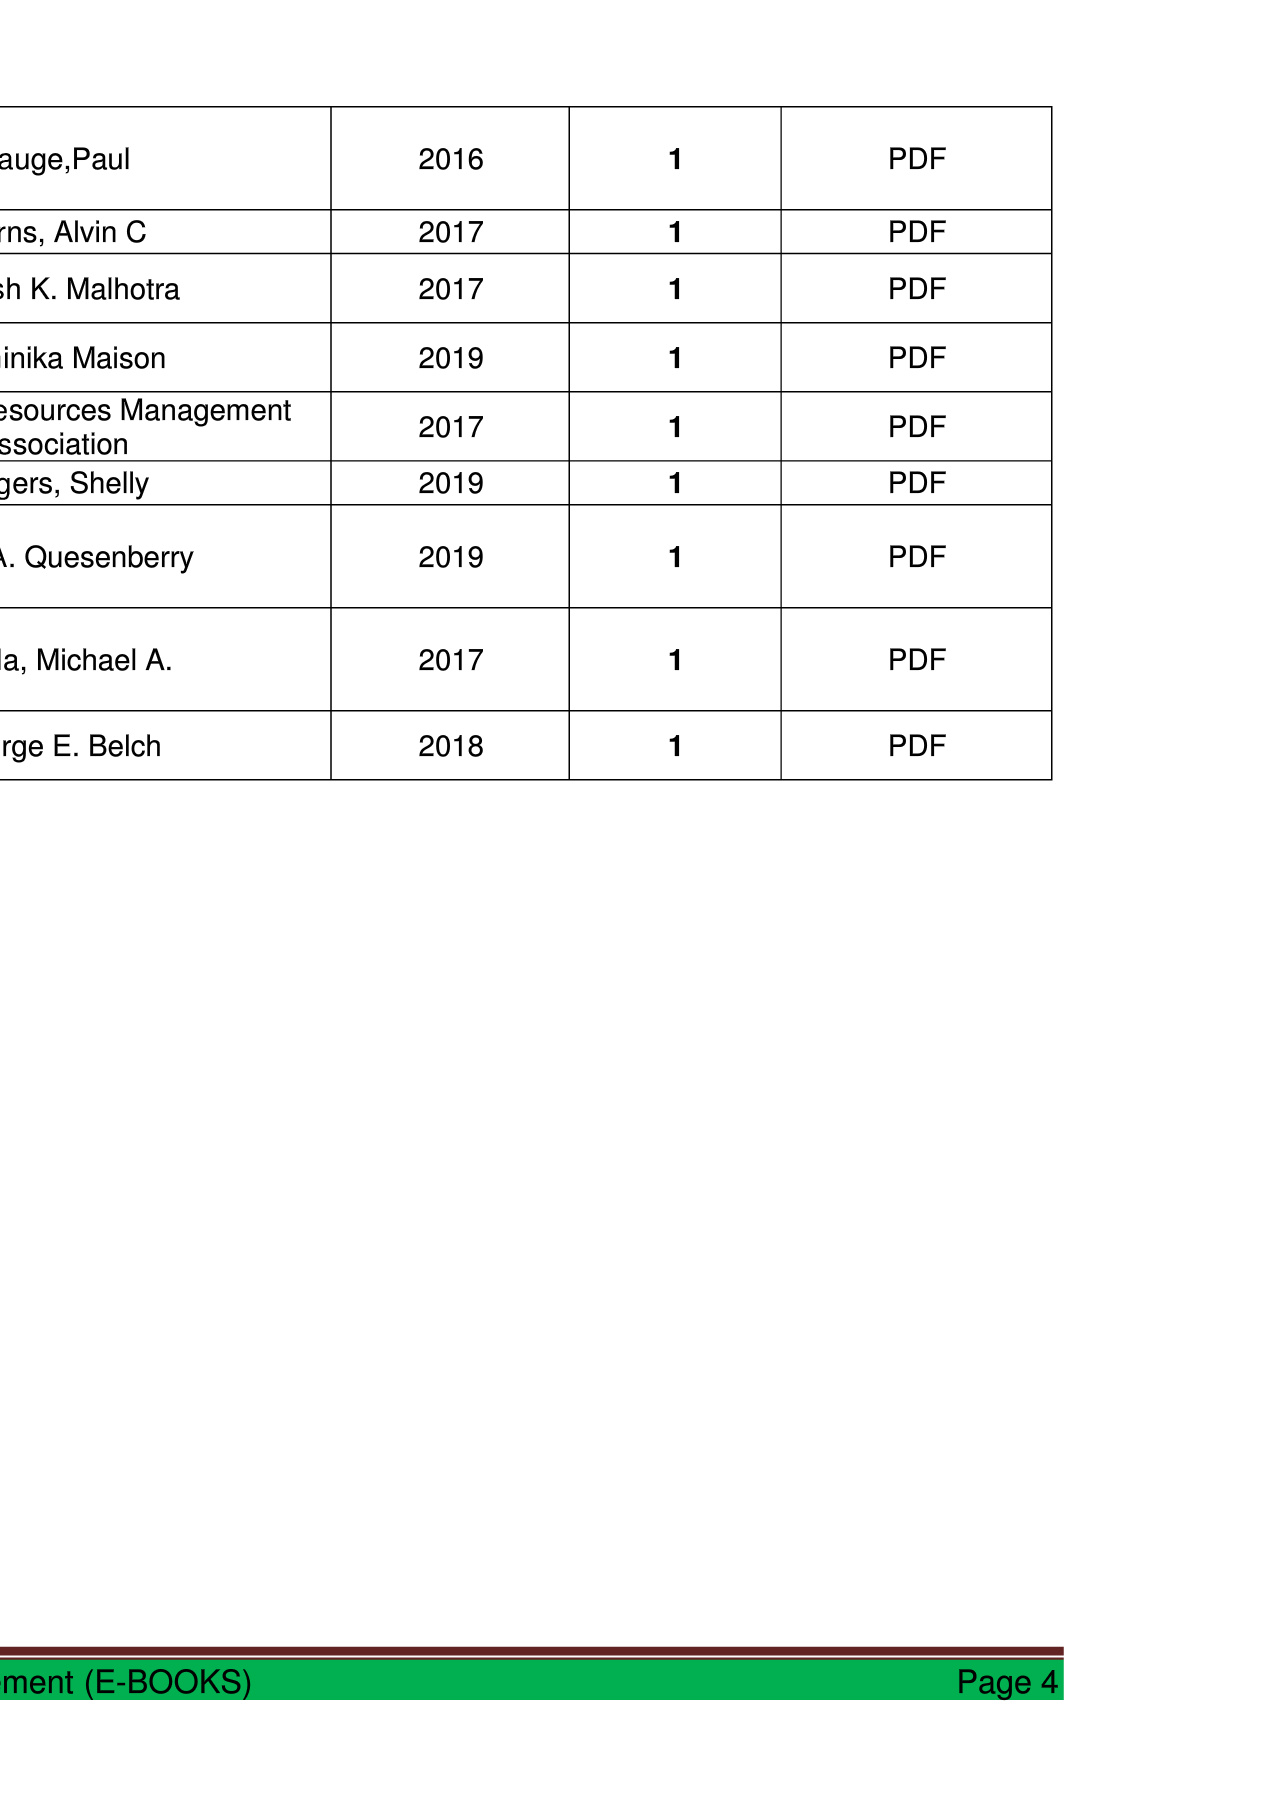 auge,Paul 2016 1 PDF
rns, Alvin C 2017 1 PDF
sh K. Malhotra 2017 1 PDF
inika Maison 2019 1 PDF
esources Management
ssociation 2017 1 PDF
gers, Shelly 2019 1 PDF
A. Quesenberry 2019 1 PDF
la, Michael A. 2017 1 PDF
rge E. Belch 2018 1 PDF
ement (E-BOOKS) Page 4